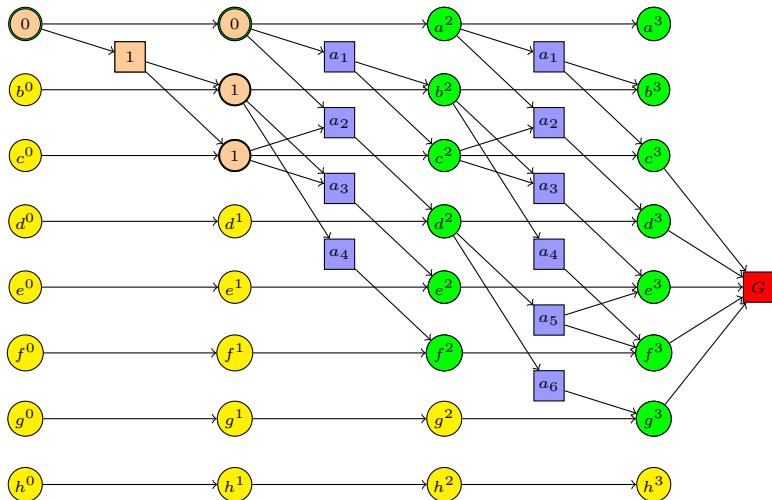 0 0 a² a³
1 a₁ a₁
b⁰ 1 b² b³
a₂ a₂
c⁰ 1 c² c³
a₃ a₃
d⁰ d¹ d² d³
a₄ a₄
e⁰ e¹ e² e³ G
a₅
f⁰ f¹ f² f³
a₆
g⁰ g¹ g² g³
h⁰ h¹ h² h³